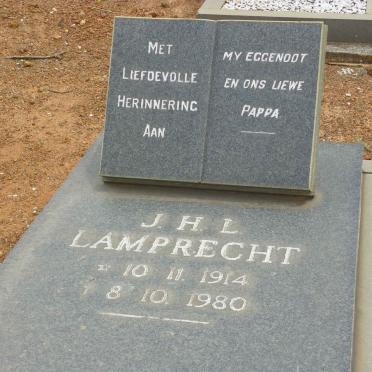 MET
LIEFDEVOLLE
HERINNERING
AAN
MY EGGENOOT
EN ONS LIEWE
PAPPA
J. H. L.
LAMPRECHT
* 10. 11. 1914
† 8. 10. 1980